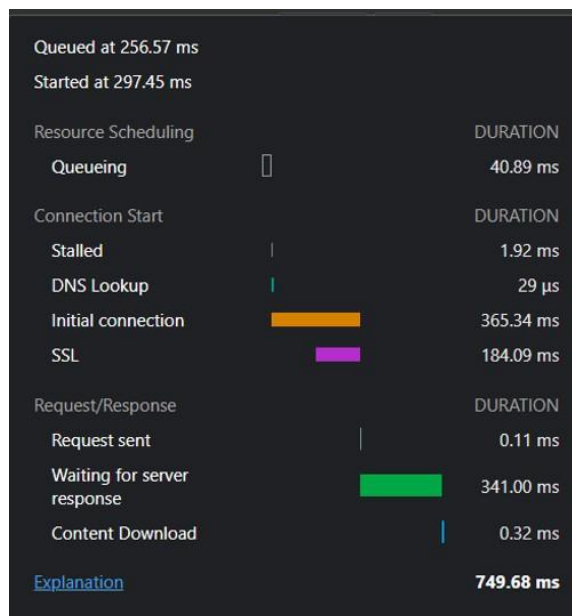 Queued at 256.57 ms
Started at 297.45 ms
Resource Scheduling DURATION
Queueing 40.89 ms
Connection Start DURATION
Stalled 1.92 ms
DNS Lookup 29 μs
Initial connection 365.34 ms
SSL 184.09 ms
Request/Response DURATION
Request sent 0.11 ms
Waiting for server
response 341.00 ms
Content Download 0.32 ms
Explanation 749.68 ms